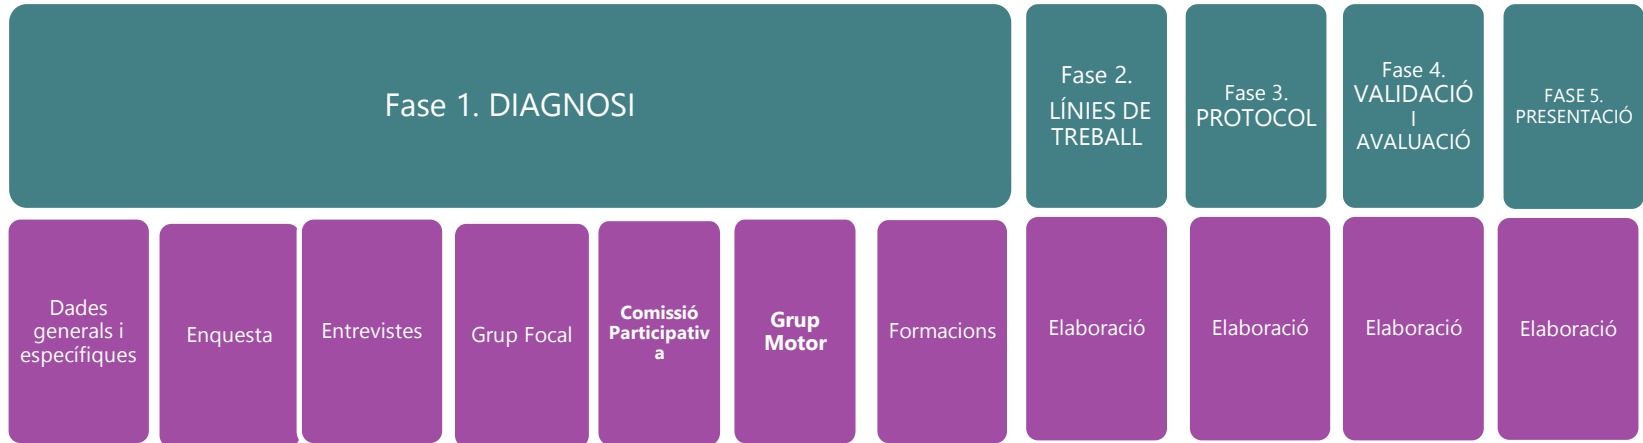 Fase 1. DIAGNOSI
Fase 2.
LÍNIES DE
TREBALL
Fase 3.
PROTOCOL
Fase 4.
VALIDACIÓ
I
AVALUACIÓ
FASE 5.
PRESENTACIÓ
Dades
generals i
específiques
Enquesta
Entrevistes
Grup Focal
Comissió
Participativ
a
Grup
Motor
Formacions
Elaboració
Elaboració
Elaboració
Elaboració